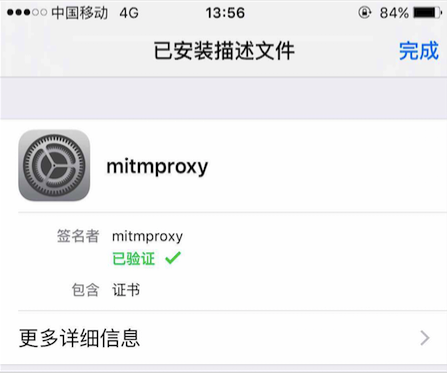 中国移动 4G 13:56 84%
已安装描述文件 完成
mitmproxy
签名者 mitmproxy
已验证
包含 证书
更多详细信息